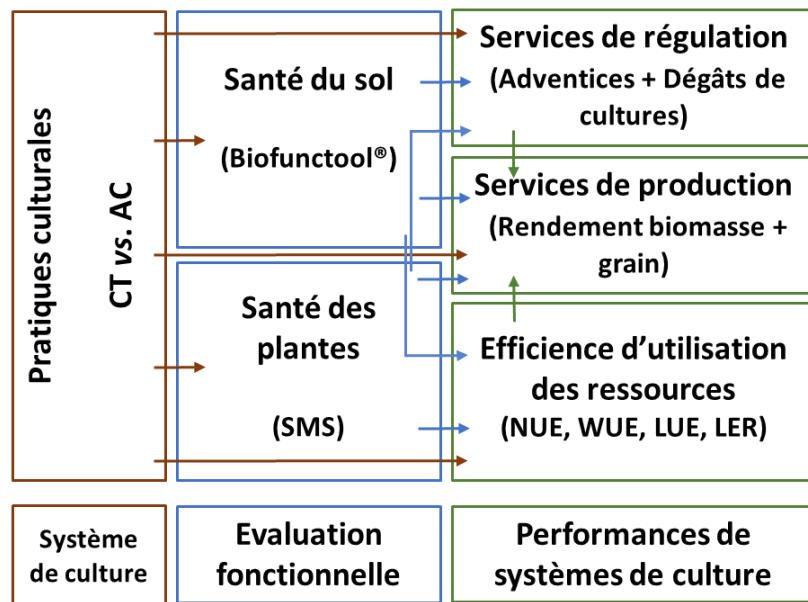 Pratiques culturales
CT vs. AC
Santé du sol
(Biofunctool®)
Santé des
plantes
(SMS)
Services de régulation
(Adventices + Dégâts de
cultures)
Services de production
(Rendement biomasse +
grain)
Efficience d’utilisation
des ressources
(NUE, WUE, LUE, LER)
Système
de culture
Evaluation
fonctionnelle
Performances de
systèmes de culture